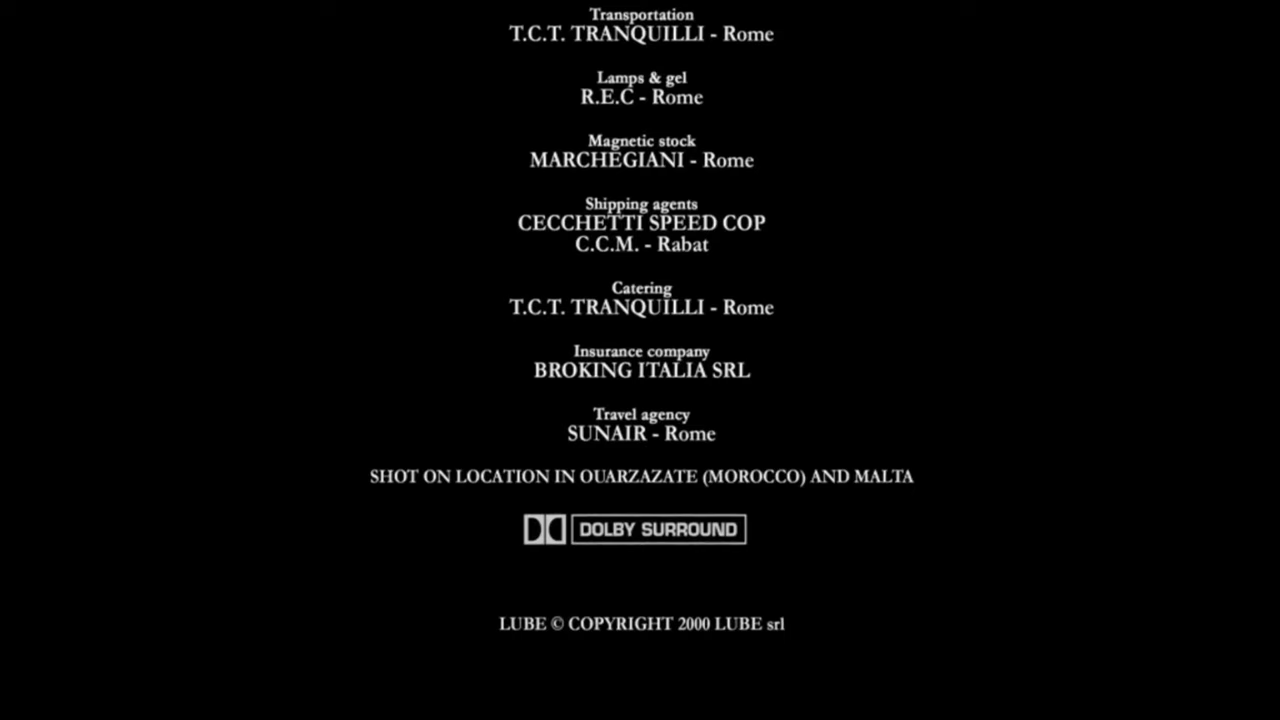 Transportation
T.C.T. TRANQUILLI - Rome
Lamps & gel
R.E.C - Rome
Magnetic stock
MARCHEGIANI - Rome
Shipping agents
CECCHETTI SPEED COP
C.C.M. - Rabat
Catering
T.C.T. TRANQUILLI - Rome
Insurance company
BROKING ITALIA SRL
Travel agency
SUNAIR - Rome
SHOT ON LOCATION IN OUARZAZATE (MOROCCO) AND MALTA
DOLBY SURROUND
LUBE © COPYRIGHT 2000 LUBE srl